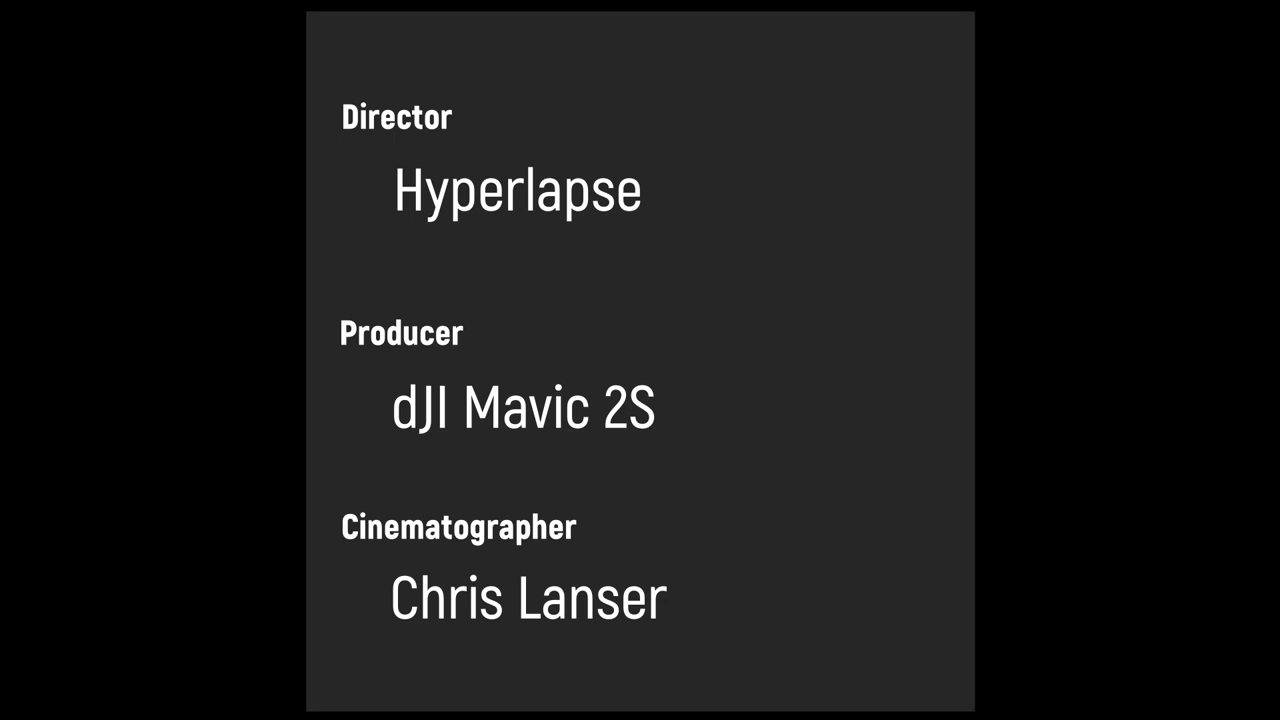 Director
Hyperlapse
Producer
dJI Mavic 2S
Cinematographer
Chris Lanser